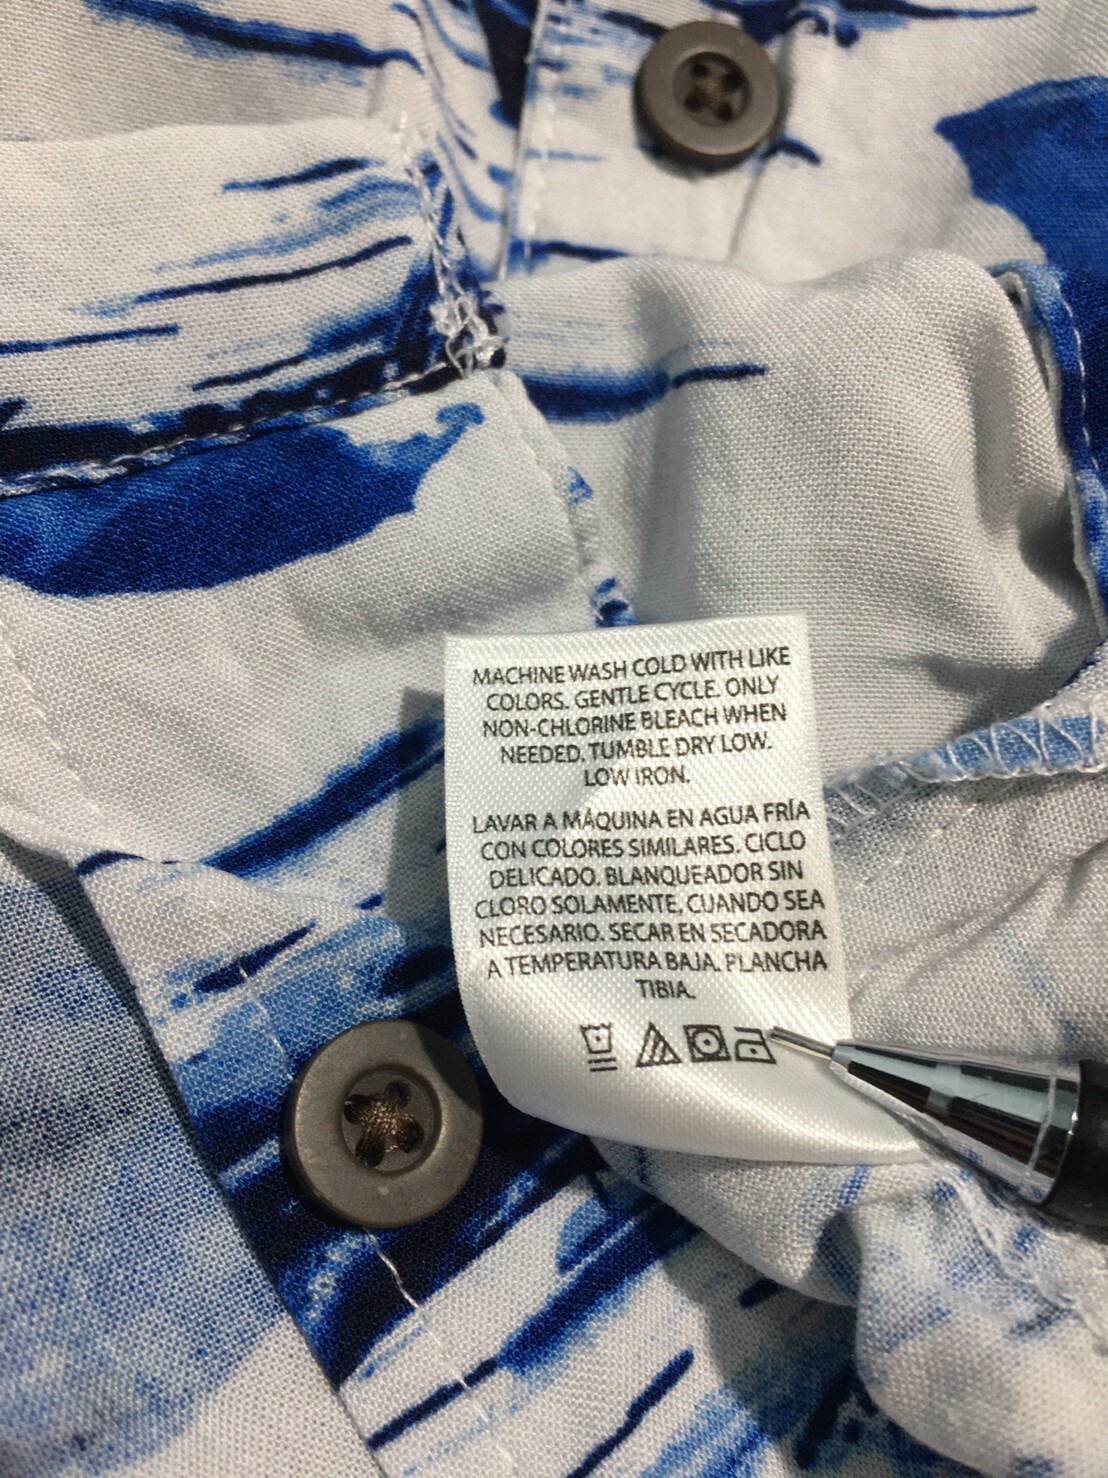 MACHINE WASH COLD WITH LIKE
COLORS. GENTLE CYCLE. ONLY
NON-CHLORINE BLEACH WHEN
NEEDED. TUMBLE DRY LOW.
LOW IRON.
LAVAR A MÁQUINA EN AGUA FRÍA
CON COLORES SIMILARES. CICLO
DELICADO. BLANQUEADOR SIN
CLORO SOLAMENTE, CUANDO SEA
NECESARIO. SECAR EN SECADORA
A TEMPERATURA BAJA. PLANCHA
TIBIA.